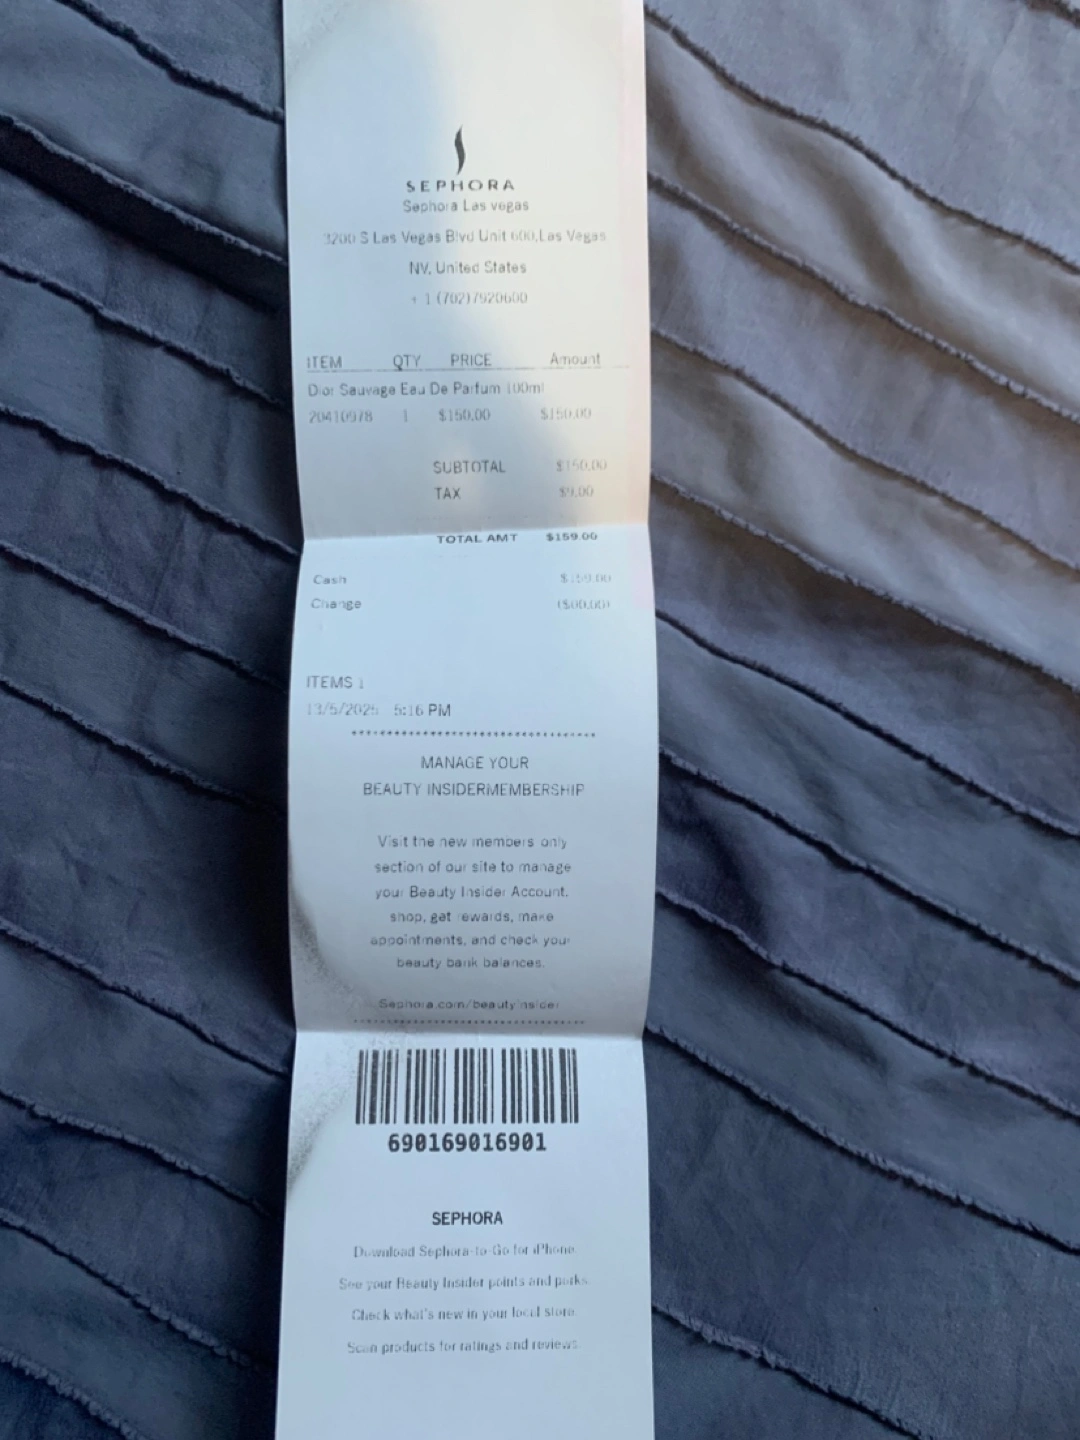 SEPHORA
Sephora Las vegas
3200 S Las Vegas Blvd Unit 600,Las Vegas
NV, United States
+ 1 (702)7920600
ITEM QTY PRICE Amount
Dior Sauvage Eau De Parfum 100ml
20410978 1 $150.00 $150.00
SUBTOTAL $150.00
TAX $9.00
TOTAL AMT $159.00
Cash $159.00
Change ($00.00)
ITEMS 1
13/5/2025 5:16 PM
MANAGE YOUR
BEAUTY INSIDERMEMBERSHIP
Visit the new members only
section of our site to manage
your Beauty Insider Account.
shop, get rewards, make
appointments, and check your
beauty bank balances.
Sephora.com/beautyinsider
690169016901
SEPHORA
Download Sephora-to-Go for iPhone.
See your Beauty Insider points and perks.
Check what's new in your local store.
Scan products for ratings and reviews.